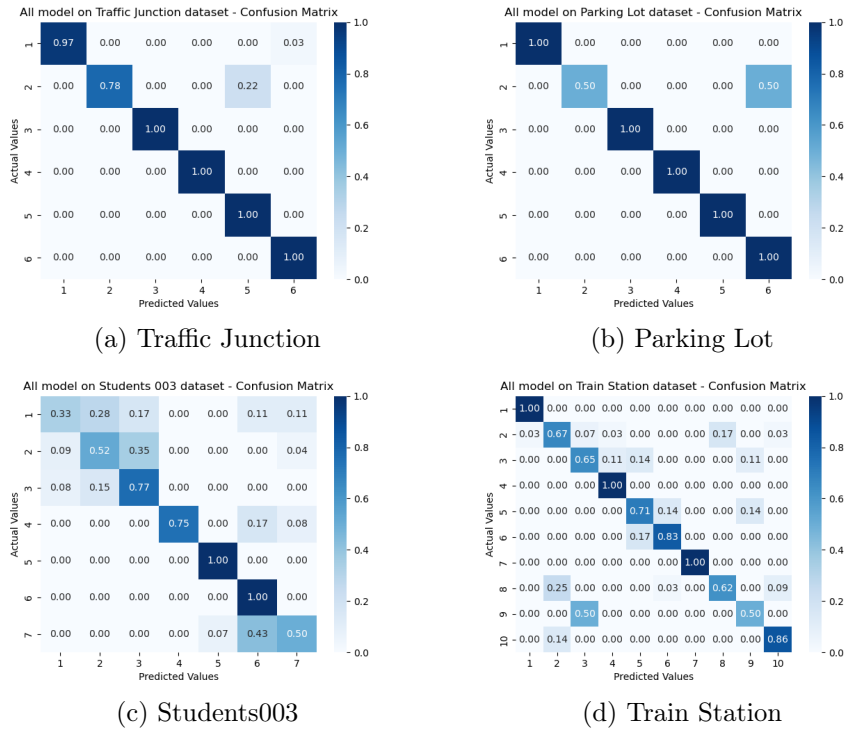 All model on Traffic Junction dataset - Confusion Matrix
Actual Values
1 0.97 0.00 0.00 0.00 0.00 0.03
2 0.00 0.78 0.00 0.00 0.22 0.00
3 0.00 0.00 1.00 0.00 0.00 0.00
4 0.00 0.00 0.00 1.00 0.00 0.00
5 0.00 0.00 0.00 0.00 1.00 0.00
6 0.00 0.00 0.00 0.00 0.00 1.00
1 2 3 4 5 6
Predicted Values
1.0
0.8
0.6
0.4
0.2
0.0
(a) Traffic Junction
All model on Parking Lot dataset - Confusion Matrix
Actual Values
1 1.00 0.00 0.00 0.00 0.00 0.00
2 0.00 0.50 0.00 0.00 0.00 0.50
3 0.00 0.00 1.00 0.00 0.00 0.00
4 0.00 0.00 0.00 1.00 0.00 0.00
5 0.00 0.00 0.00 0.00 1.00 0.00
6 0.00 0.00 0.00 0.00 0.00 1.00
1 2 3 4 5 6
Predicted Values
1.0
0.8
0.6
0.4
0.2
0.0
(b) Parking Lot
All model on Students 003 dataset - Confusion Matrix
Actual Values
1 0.33 0.28 0.17 0.00 0.00 0.11 0.11
2 0.09 0.52 0.35 0.00 0.00 0.00 0.04
3 0.08 0.15 0.77 0.00 0.00 0.00 0.00
4 0.00 0.00 0.00 0.75 0.00 0.17 0.08
5 0.00 0.00 0.00 0.00 1.00 0.00 0.00
6 0.00 0.00 0.00 0.00 0.00 1.00 0.00
7 0.00 0.00 0.00 0.00 0.07 0.43 0.50
1 2 3 4 5 6 7
Predicted Values
1.0
0.8
0.6
0.4
0.2
0.0
(c) Students003
All model on Train Station dataset - Confusion Matrix
Actual Values
1 1.00 0.00 0.00 0.00 0.00 0.00 0.00 0.00 0.00 0.00
2 0.03 0.67 0.07 0.03 0.00 0.00 0.00 0.17 0.00 0.03
3 0.00 0.00 0.65 0.11 0.14 0.00 0.00 0.00 0.11 0.00
4 0.00 0.00 0.00 1.00 0.00 0.00 0.00 0.00 0.00 0.00
5 0.00 0.00 0.00 0.00 0.71 0.14 0.00 0.00 0.14 0.00
6 0.00 0.00 0.00 0.00 0.17 0.83 0.00 0.00 0.00 0.00
7 0.00 0.00 0.00 0.00 0.00 0.00 1.00 0.00 0.00 0.00
8 0.00 0.25 0.00 0.00 0.00 0.03 0.00 0.62 0.00 0.09
9 0.00 0.00 0.50 0.00 0.00 0.00 0.00 0.00 0.50 0.00
10 0.00 0.14 0.00 0.00 0.00 0.00 0.00 0.00 0.00 0.86
1 2 3 4 5 6 7 8 9 10
Predicted Values
1.0
0.8
0.6
0.4
0.2
0.0
(d) Train Station